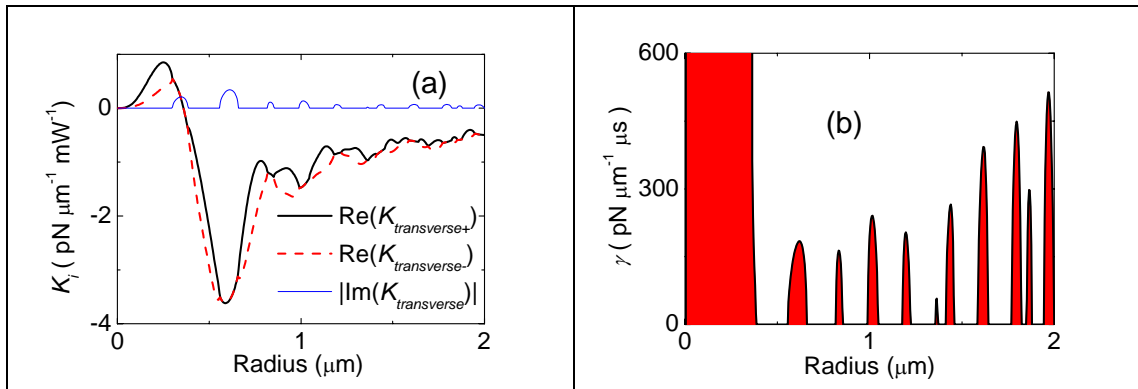 (a)
0
-2
-4
K_i ( pN μm⁻¹ mW⁻¹)
Re(K_transverse+)
Re(K_transverse-)
|Im(K_transverse)|
0 1 2
Radius (μm)
(b)
600
300
0
γ ( pN μm⁻¹ μs)
0 1 2
Radius (μm)